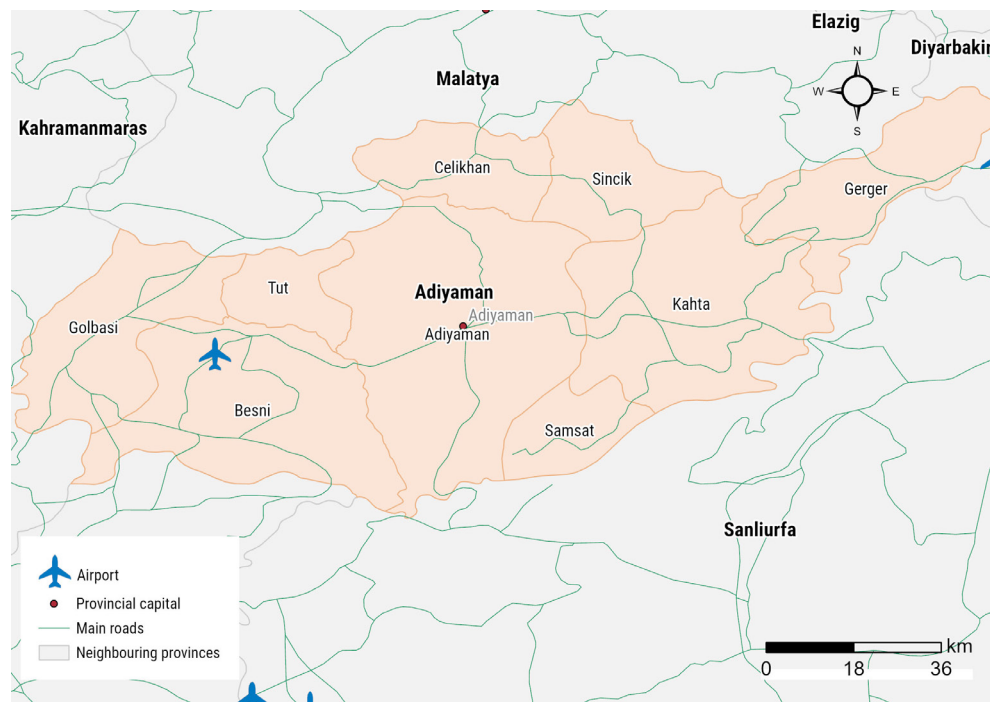 Elazig
Diyarbakir
Malatya
N
W
E
S
Kahramanmaras
Celikhan
Sincik
Gerger
Tut
Adiyaman
Kahta
Golbasi
Adiyaman
Adiyaman
Besni
Samsat
Sanliurfa
Airport
Provincial capital
Main roads
Neighbouring provinces
km
0 18 36